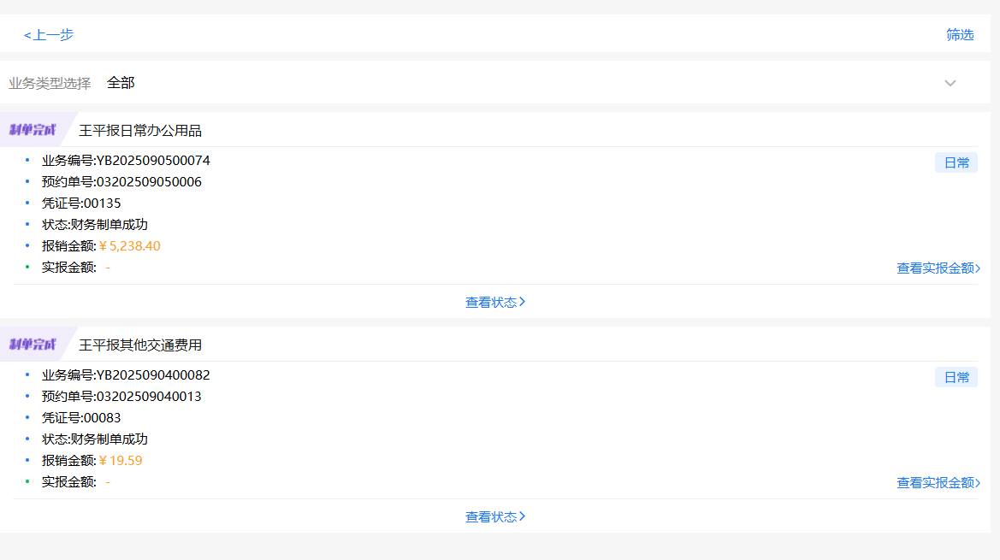 <上一步
筛选
业务类型选择 全部
制单完成 王平报日常办公用品
业务编号:YB2025090500074
日常
预约单号:03202509050006
凭证号:00135
状态:财务制单成功
报销金额:￥5,238.40
实报金额: -
查看实报金额>
查看状态>
制单完成 王平报其他交通费用
业务编号:YB2025090400082
日常
预约单号:03202509040013
凭证号:00083
状态:财务制单成功
报销金额:￥19.59
实报金额: -
查看实报金额>
查看状态>